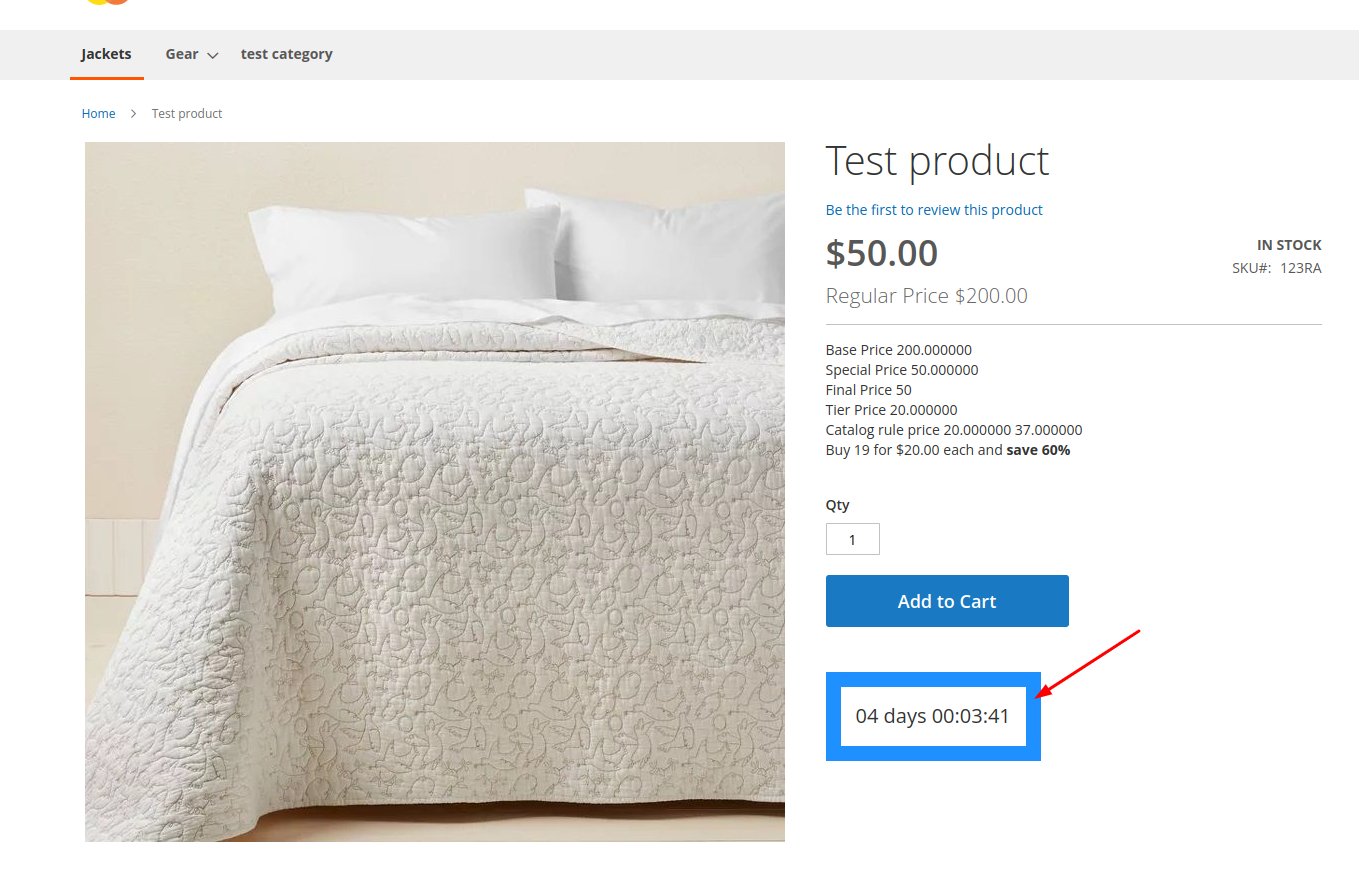 Jackets Gear test category
Home Test product
Test product
Be the first to review this product
$50.00
IN STOCK
SKU#: 123RA
Regular Price $200.00
Base Price 200.000000
Special Price 50.000000
Final Price 50
Tier Price 20.000000
Catalog rule price 20.000000 37.000000
Buy 19 for $20.00 each and save 60%
Qty
1
Add to Cart
04 days 00:03:41